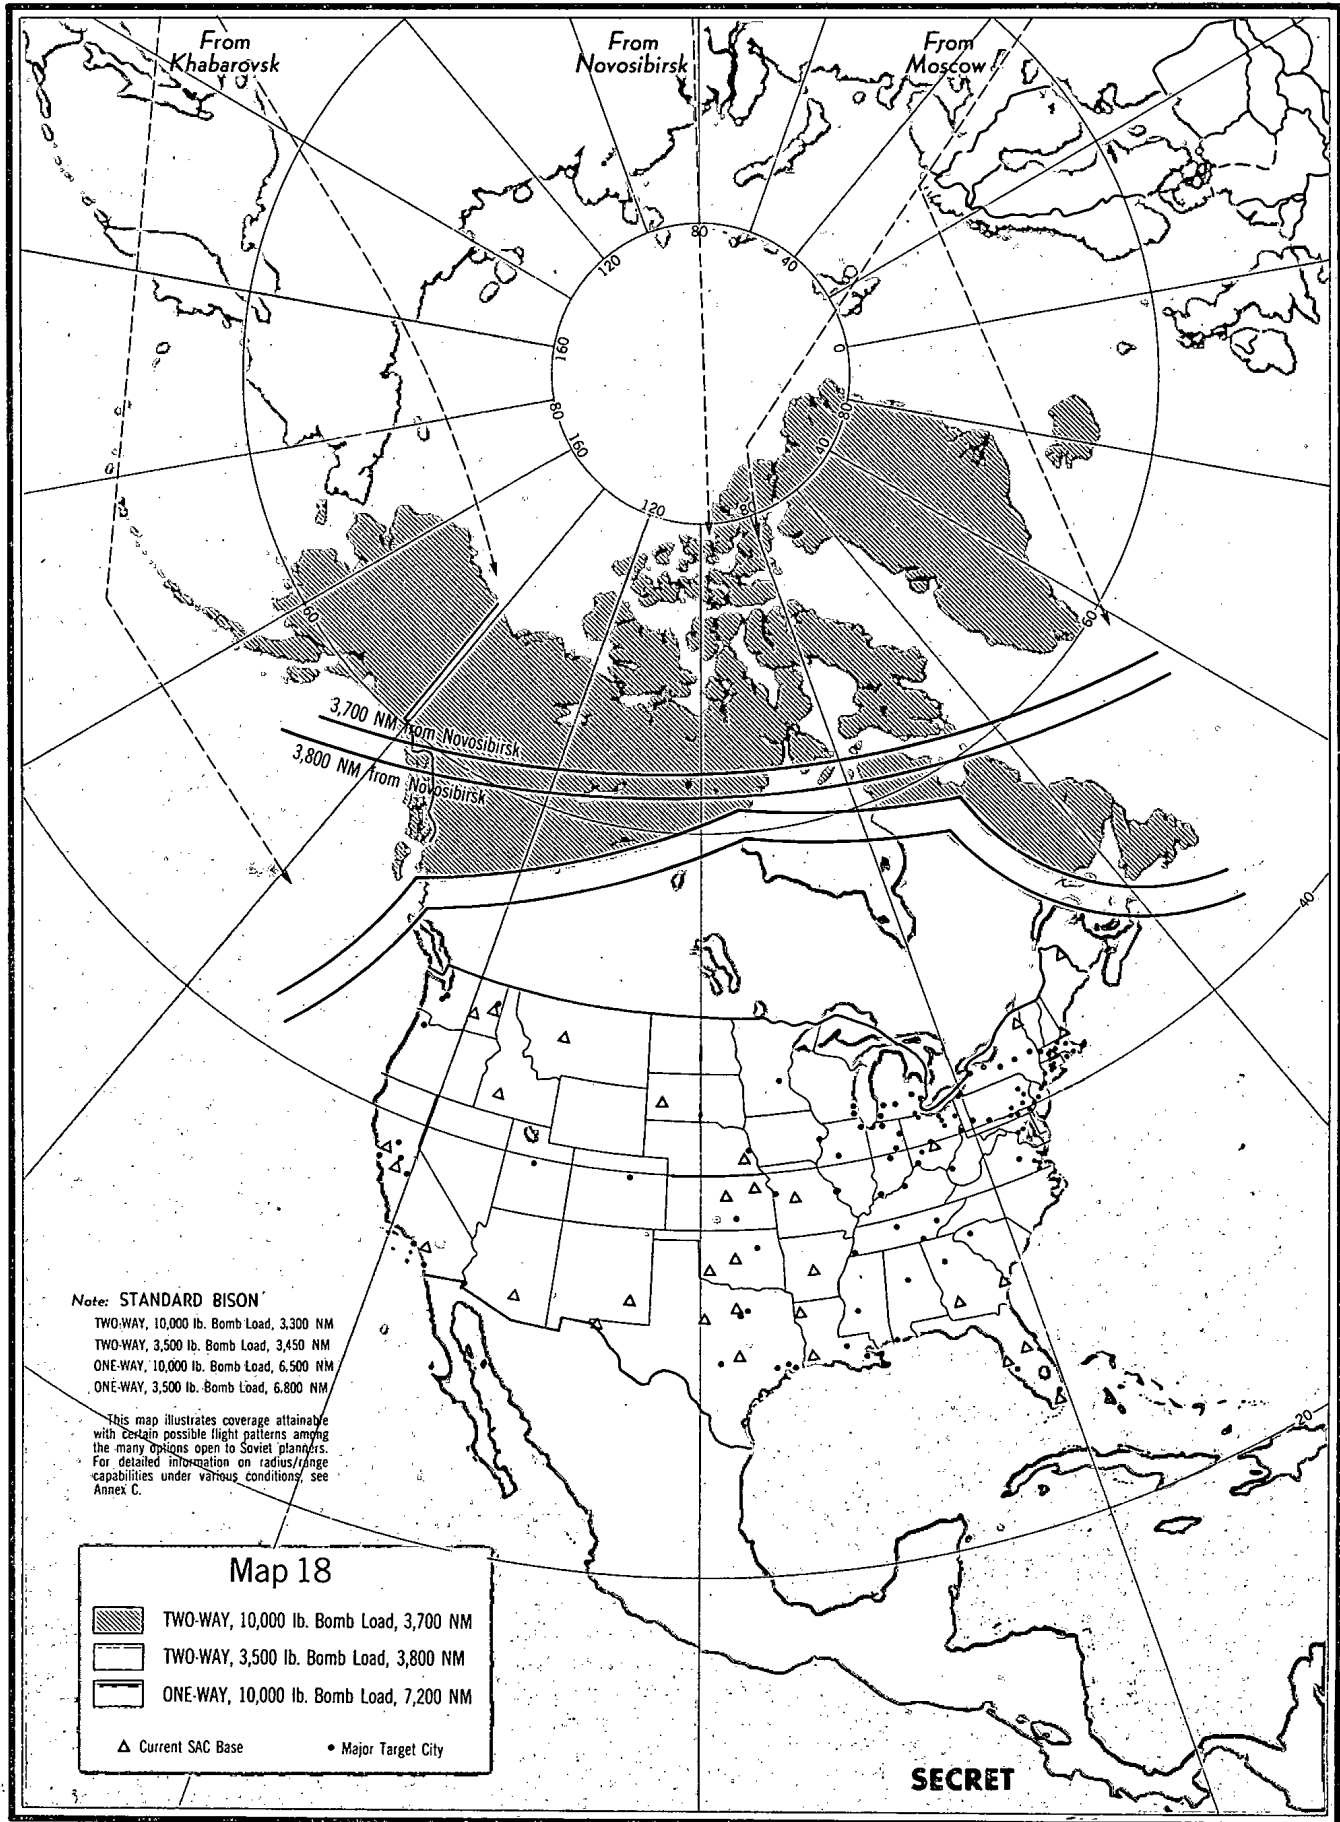 From
Khabarovsk
From
Novosibirsk
From
Moscow
80
120
40
160
0
80
80
160
40
120
80
60
60
3,700 NM from Novosibirsk
3,800 NM from Novosibirsk
40
Note: STANDARD BISON
TWO-WAY, 10,000 lb. Bomb Load, 3,300 NM
TWO-WAY, 3,500 lb. Bomb Load, 3,450 NM
ONE-WAY, 10,000 lb. Bomb Load, 6,500 NM
ONE-WAY, 3,500 lb. Bomb Load, 6,800 NM
This map illustrates coverage attainable
with certain possible flight patterns among
the many options open to Soviet planners.
For detailed information on radius/range
capabilities under various conditions, see
Annex C.
20
Map 18
TWO-WAY, 10,000 lb. Bomb Load, 3,700 NM
TWO-WAY, 3,500 lb. Bomb Load, 3,800 NM
ONE-WAY, 10,000 lb. Bomb Load, 7,200 NM
Current SAC Base
Major Target City
SECRET